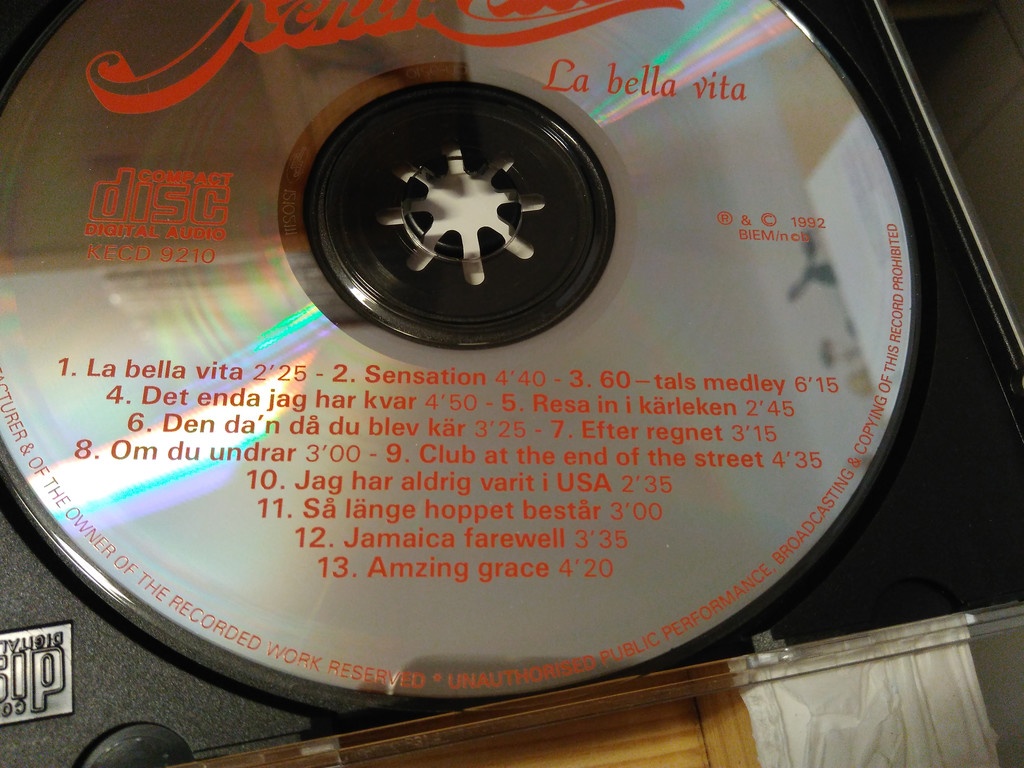 La bella vita
COMPACT
disc
DIGITAL AUDIO
KECD 9210
℗ & © 1992
BIEM/ncb
1. La bella vita 2'25 - 2. Sensation 4'40 - 3. 60-tals medley 6'15
4. Det enda jag har kvar 4'50 - 5. Resa in i kärleken 2'45
6. Den da'n då du blev kär 3'25 - 7. Efter regnet 3'15
8. Om du undrar 3'00 - 9. Club at the end of the street 4'35
10. Jag har aldrig varit i USA 2'35
11. Så länge hoppet består 3'00
12. Jamaica farewell 3'35
13. Amzing grace 4'20
& OF THE OWNER OF THE RECORDED WORK RESERVED • UNAUTHORISED PUBLIC PERFORMANCE, BROADCASTING & COPYING OF THIS RECORD PROHIBITED